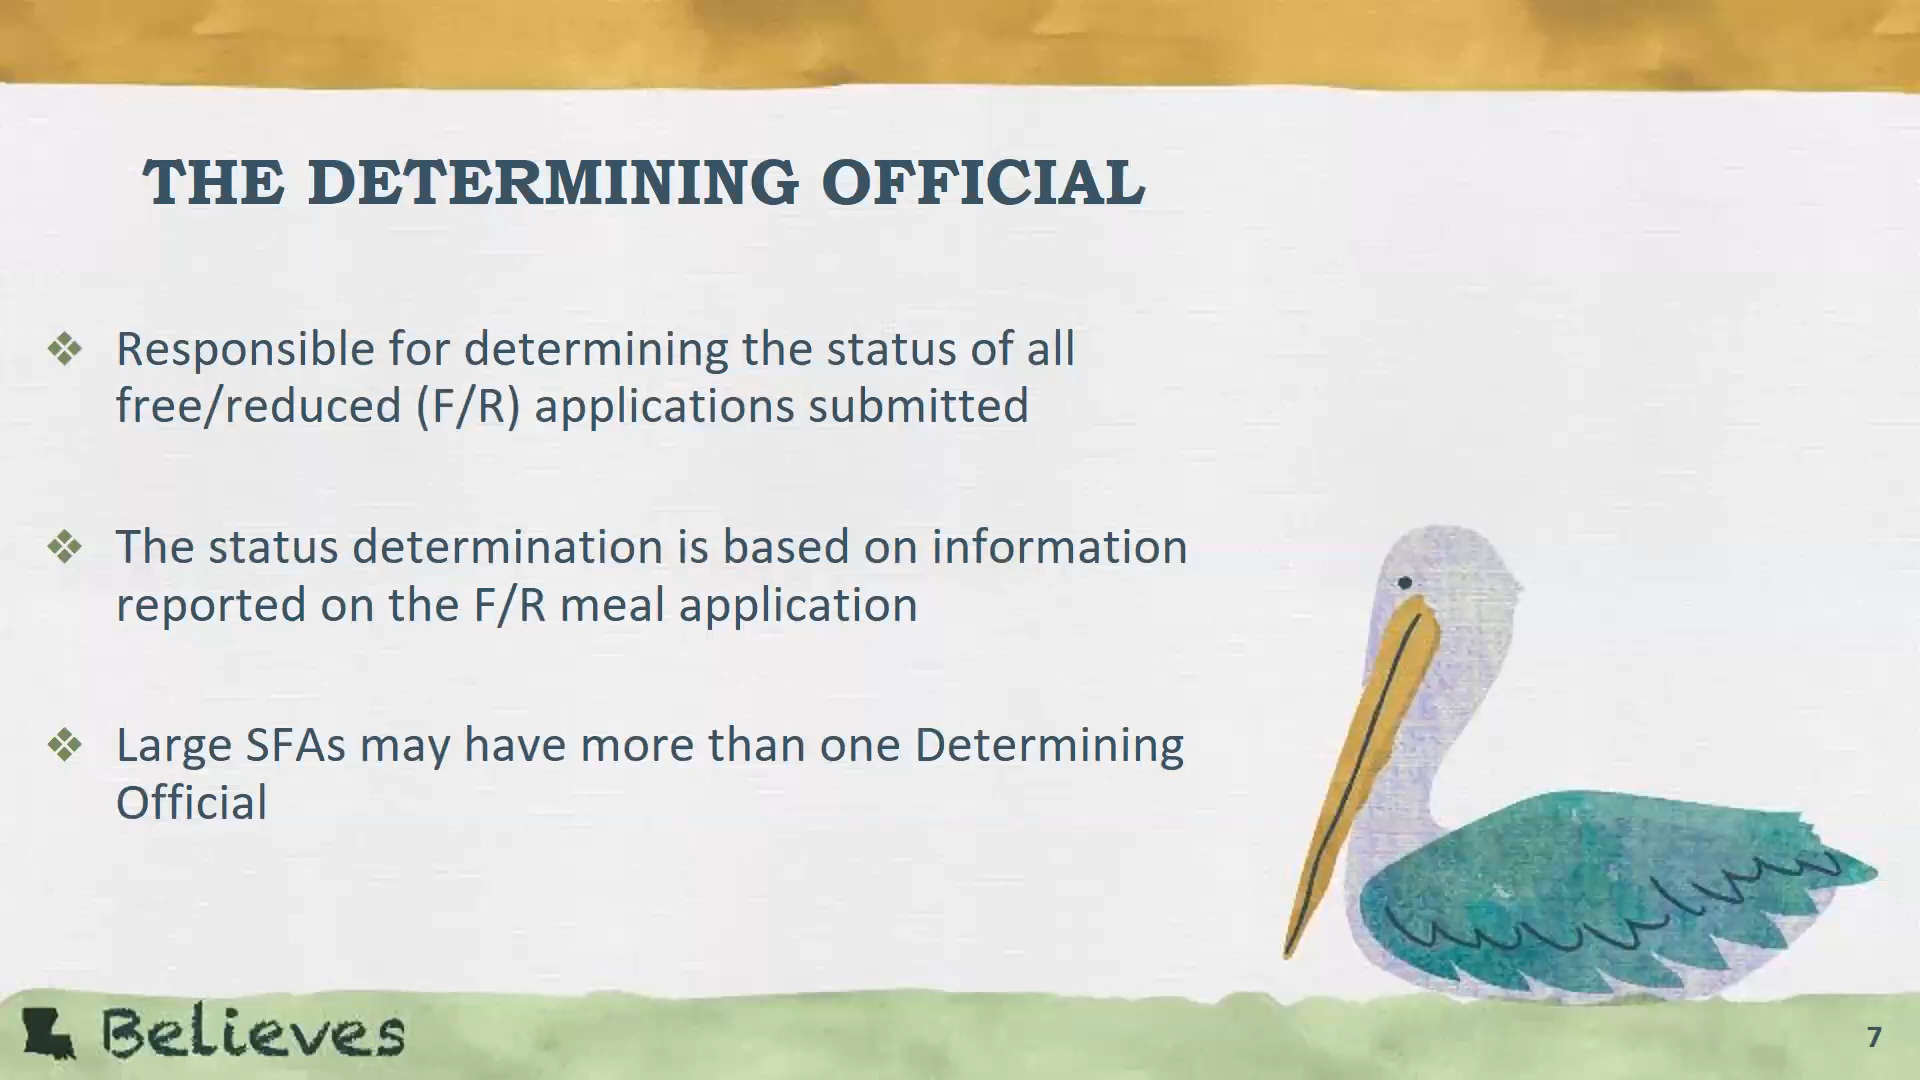 THE DETERMINING OFFICIAL
❖ Responsible for determining the status of all
free/reduced (F/R) applications submitted
❖ The status determination is based on information
reported on the F/R meal application
❖ Large SFAs may have more than one Determining
Official
Believes
7